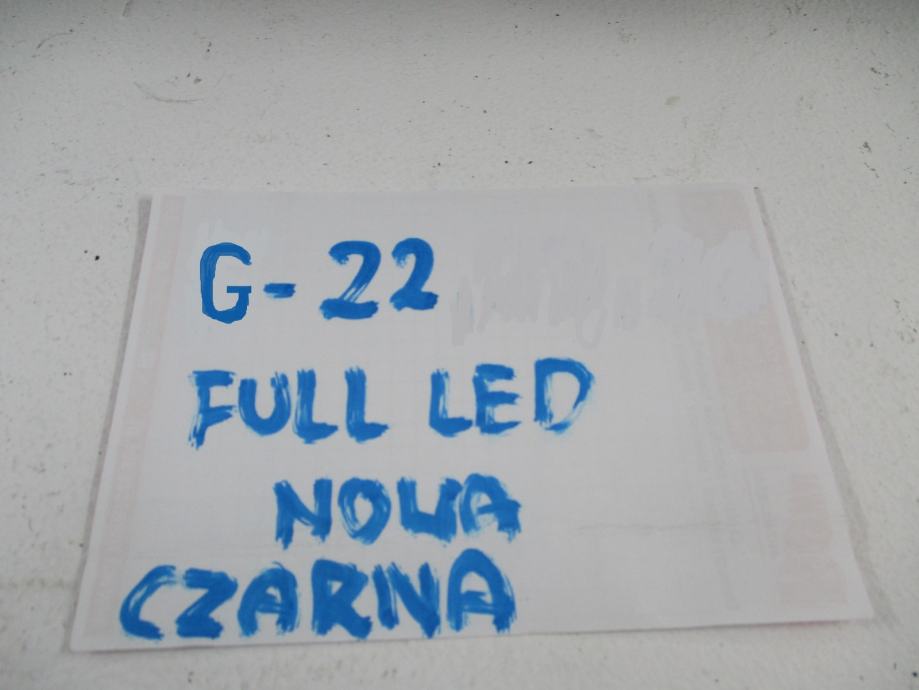 G-22
FULL LED
NOWA
CZARNA